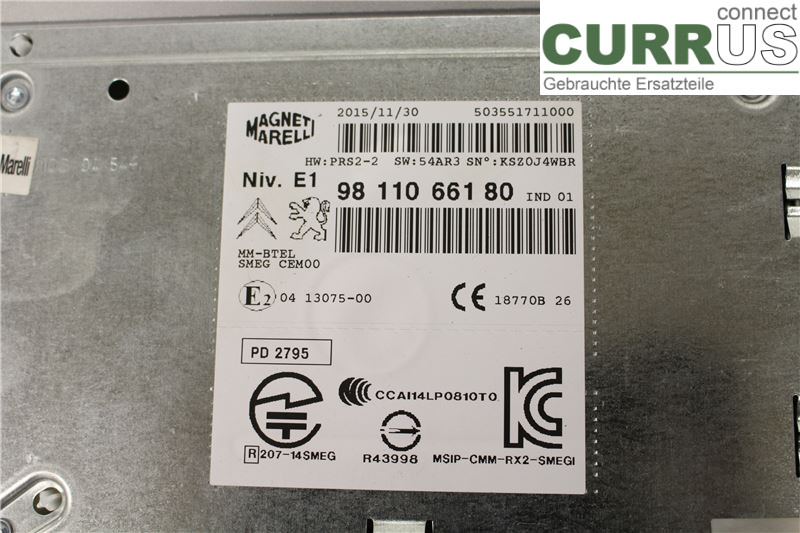 connect
CURRUS
Gebrauchte Ersatzteile
MAGNETI
MARELLI
2015/11/30 503551711000
HW:PRS2-2 SW:54AR3 SNº:KSZ0J4WBR
Niv. E1 98 110 661 80 IND 01
MM-BTEL
SMEG CEM00
E2 04 13075-00 CE 18770B 26
PD 2795
CCAI14LP0810T0
R 207-14SMEG R43998 MSIP-CMM-RX2-SMEGI
Marelli